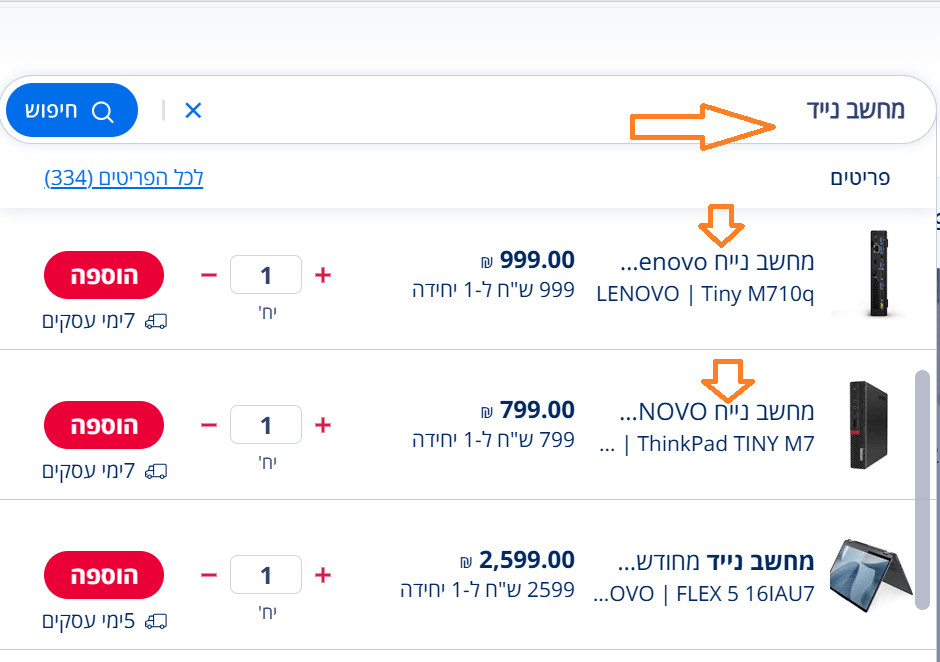 מחשב נייד
חיפוש
פריטים
לכל הפריטים (334)
מחשב נייח enovo...
LENOVO | Tiny M710q
999.00 ₪
999 ש"ח ל-1 יחידה
1
יח'
הוספה
7ימי עסקים
מחשב נייח NOVO...
ThinkPad TINY M7 | ...
799.00 ₪
799 ש"ח ל-1 יחידה
1
יח'
הוספה
7ימי עסקים
מחשב נייד מחודש...
...OVO | FLEX 5 16IAU7
2,599.00 ₪
2599 ש"ח ל-1 יחידה
1
יח'
הוספה
5ימי עסקים